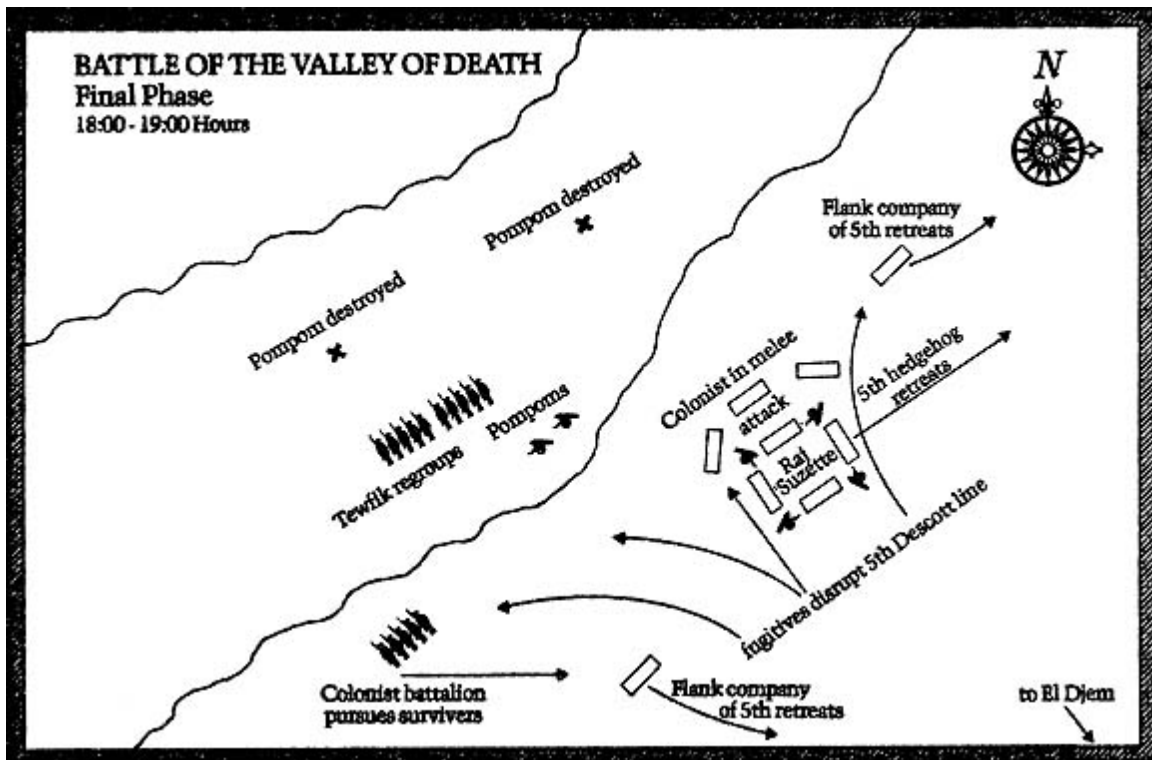 BATTLE OF THE VALLEY OF DEATH
Final Phase
18:00 - 19:00 Hours
N
Pompom destroyed
Pompom destroyed
Flank company
of 5th retreats
Colonist in melee
attack
5th hedgehog
retreats
Raj
Suzette
Pompoms
Tewfik regroups
fugitives disrupt 5th Descott line
Colonist battalion
pursues survivers
Flank company
of 5th retreats
to El Djem